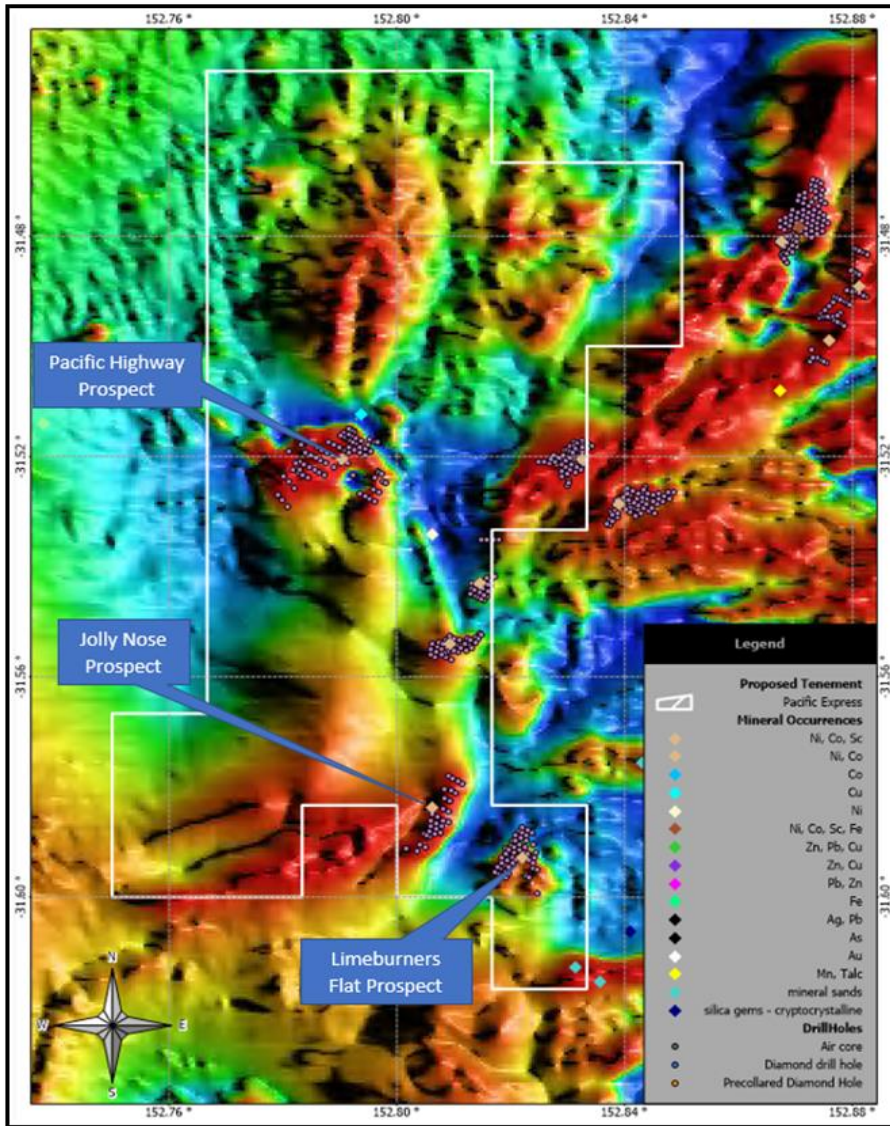 152.76 °
152.80 °
152.84 °
152.88 °
-31.48 °
-31.48 °
Pacific Highway
Prospect
-31.52 °
-31.52 °
Jolly Nose
Prospect
-31.56 °
-31.56 °
Legend
Proposed Tenement
Pacific Express
Mineral Occurrences
Ni, Co, Sc
Ni, Co
Co
Cu
Ni
Ni, Co, Sc, Fe
Zn, Pb, Cu
Zn, Cu
Pb, Zn
Fe
Ag, Pb
As
Au
Mn, Talc
mineral sands
silica gems - cryptocrystalline
DrillHoles
Air core
Diamond drill hole
Precollared Diamond Hole
-31.60 °
-31.60 °
Limeburners
Flat Prospect
N
W
E
S
152.76 °
152.80 °
152.84 °
152.88 °